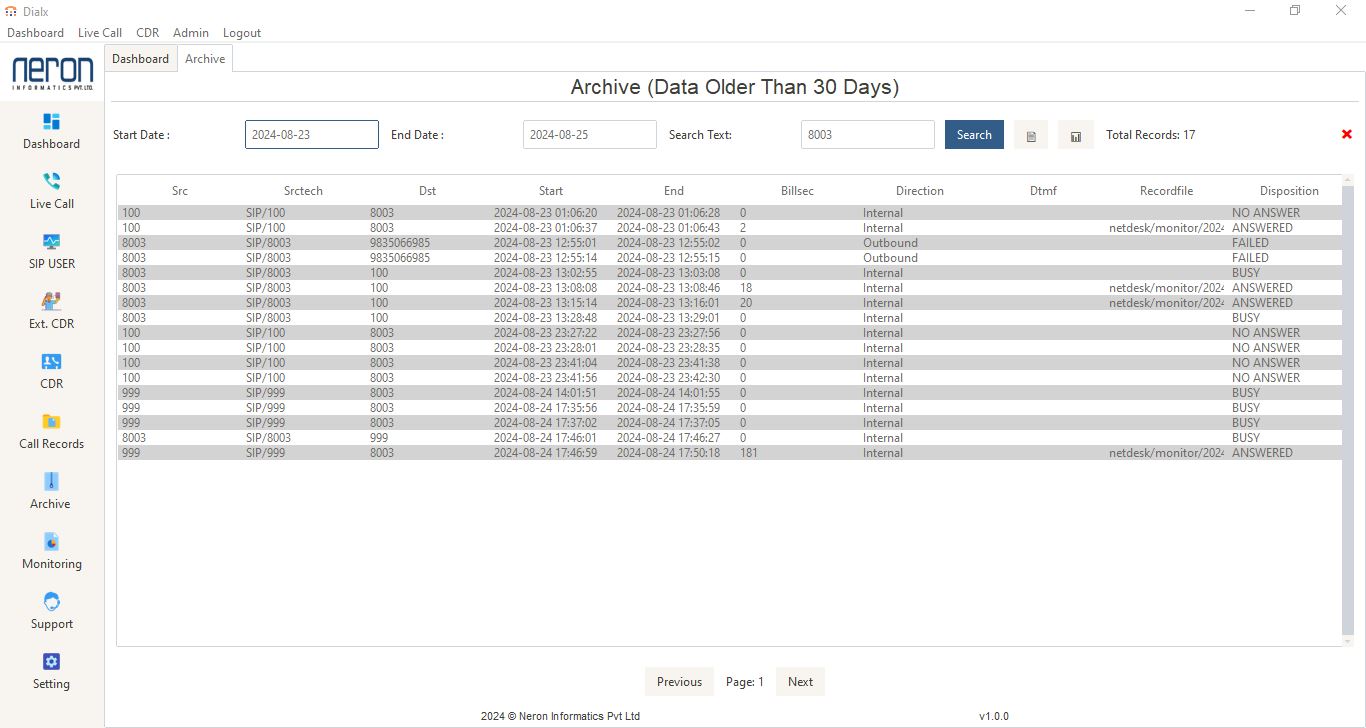 Dialx
Dashboard Live Call CDR Admin Logout
neron
INFORMATICS PVT. LTD.
Dashboard Archive
Archive (Data Older Than 30 Days)
Start Date : 2024-08-23 End Date : 2024-08-25 Search Text: 8003 Search Total Records: 17
Dashboard
Live Call
SIP USER
Ext. CDR
CDR
Call Records
Archive
Monitoring
Support
Setting
Src Srctech Dst Start End Billsec Direction Dtmf Recordfile Disposition
100 SIP/100 8003 2024-08-23 01:06:20 2024-08-23 01:06:28 0 Internal NO ANSWER
100 SIP/100 8003 2024-08-23 01:06:37 2024-08-23 01:06:43 2 Internal netdesk/monitor/2024 ANSWERED
8003 SIP/8003 9835066985 2024-08-23 12:55:01 2024-08-23 12:55:02 0 Outbound FAILED
8003 SIP/8003 9835066985 2024-08-23 12:55:14 2024-08-23 12:55:15 0 Outbound FAILED
8003 SIP/8003 100 2024-08-23 13:02:55 2024-08-23 13:03:08 0 Internal BUSY
8003 SIP/8003 100 2024-08-23 13:08:08 2024-08-23 13:08:46 18 Internal netdesk/monitor/2024 ANSWERED
8003 SIP/8003 100 2024-08-23 13:15:14 2024-08-23 13:16:01 20 Internal netdesk/monitor/2024 ANSWERED
8003 SIP/8003 100 2024-08-23 13:28:48 2024-08-23 13:29:01 0 Internal BUSY
100 SIP/100 8003 2024-08-23 23:27:22 2024-08-23 23:27:56 0 Internal NO ANSWER
100 SIP/100 8003 2024-08-23 23:28:01 2024-08-23 23:28:35 0 Internal NO ANSWER
100 SIP/100 8003 2024-08-23 23:41:04 2024-08-23 23:41:38 0 Internal NO ANSWER
100 SIP/100 8003 2024-08-23 23:41:56 2024-08-23 23:42:30 0 Internal NO ANSWER
999 SIP/999 8003 2024-08-24 14:01:51 2024-08-24 14:01:55 0 Internal BUSY
999 SIP/999 8003 2024-08-24 17:35:56 2024-08-24 17:35:59 0 Internal BUSY
999 SIP/999 8003 2024-08-24 17:37:02 2024-08-24 17:37:05 0 Internal BUSY
8003 SIP/8003 999 2024-08-24 17:46:01 2024-08-24 17:46:27 0 Internal BUSY
999 SIP/999 8003 2024-08-24 17:46:59 2024-08-24 17:50:18 181 Internal netdesk/monitor/2024 ANSWERED
Previous Page: 1 Next
2024 © Neron Informatics Pvt Ltd v1.0.0